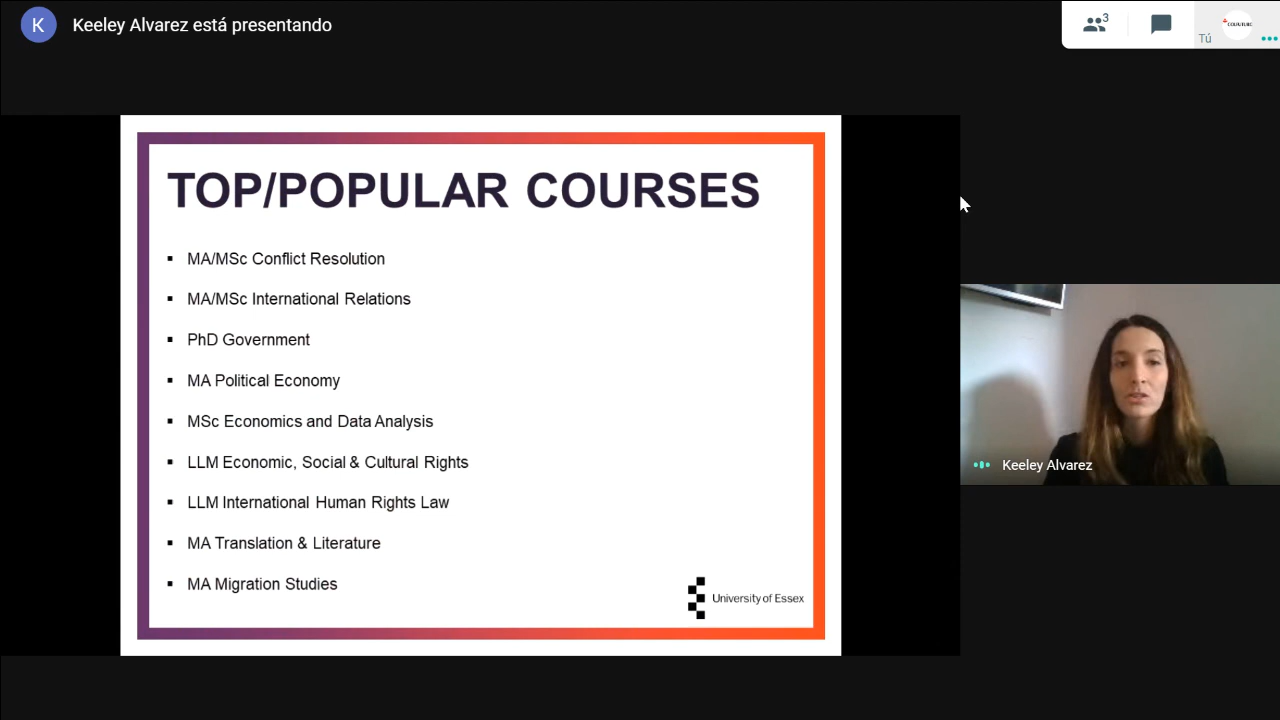 K
Keeley Alvarez está presentando
3
COLFUTURO
Tú
TOP/POPULAR COURSES
MA/MSc Conflict Resolution
MA/MSc International Relations
PhD Government
MA Political Economy
MSc Economics and Data Analysis
LLM Economic, Social & Cultural Rights
LLM International Human Rights Law
MA Translation & Literature
MA Migration Studies
University of Essex
Keeley Alvarez